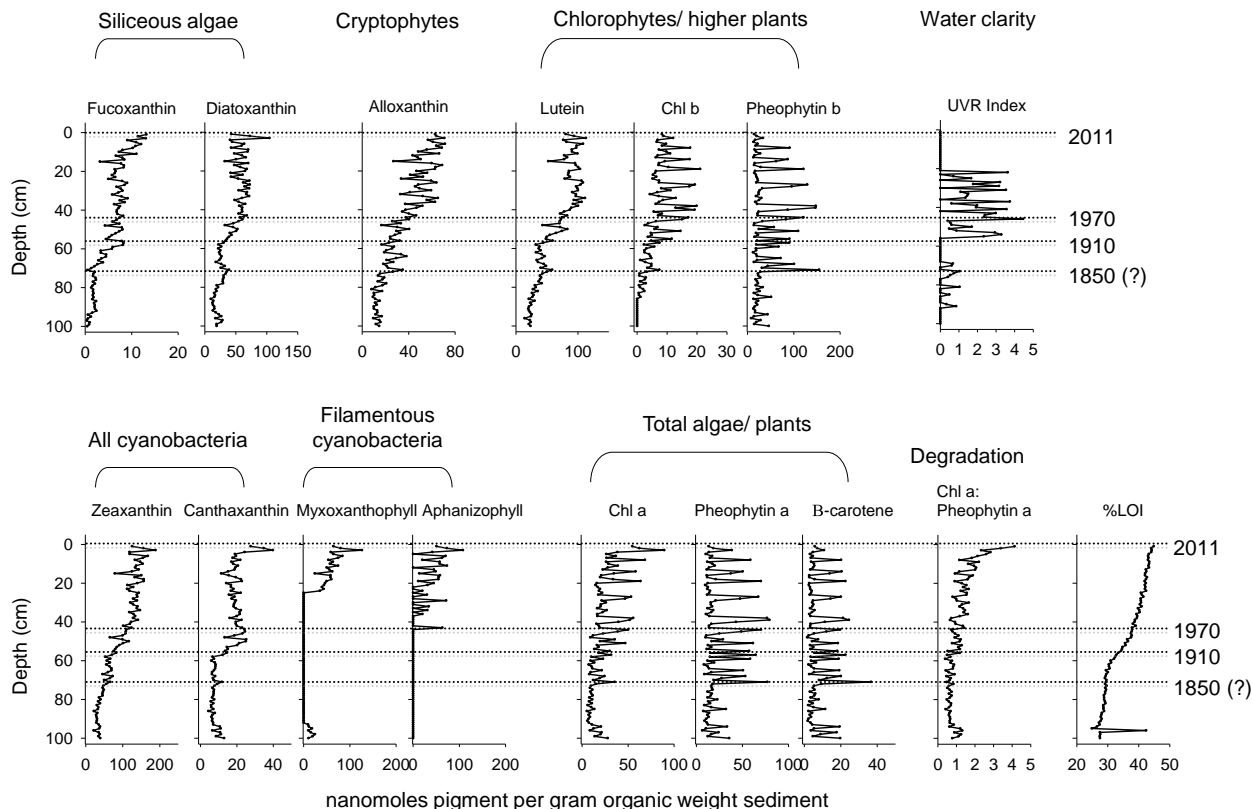 Siliceous algae Cryptophytes Chlorophytes/ higher plants Water clarity
Fucoxanthin Diatoxanthin Alloxanthin Lutein Chl b Pheophytin b UVR Index
0 2011
20
40
1970
60 1910
80 1850 (?)
100
Depth (cm)
0 10 20 0 50 100 150 0 40 80 0 100 0 10 20 30 0 100 200 0 1 2 3 4 5
All cyanobacteria Filamentous cyanobacteria Total algae/ plants Degradation
Zeaxanthin Canthaxanthin Myxoxanthophyll Aphanizophyll Chl a Pheophytin a B-carotene Chl a: Pheophytin a %LOI
0 2011
20
40
1970
60 1910
80 1850 (?)
100
Depth (cm)
0 100 200 0 20 40 0 100 200 0 100 200 0 50 100 0 50 100 0 20 40 0 1 2 3 4 5 20 30 40 50
nanomoles pigment per gram organic weight sediment